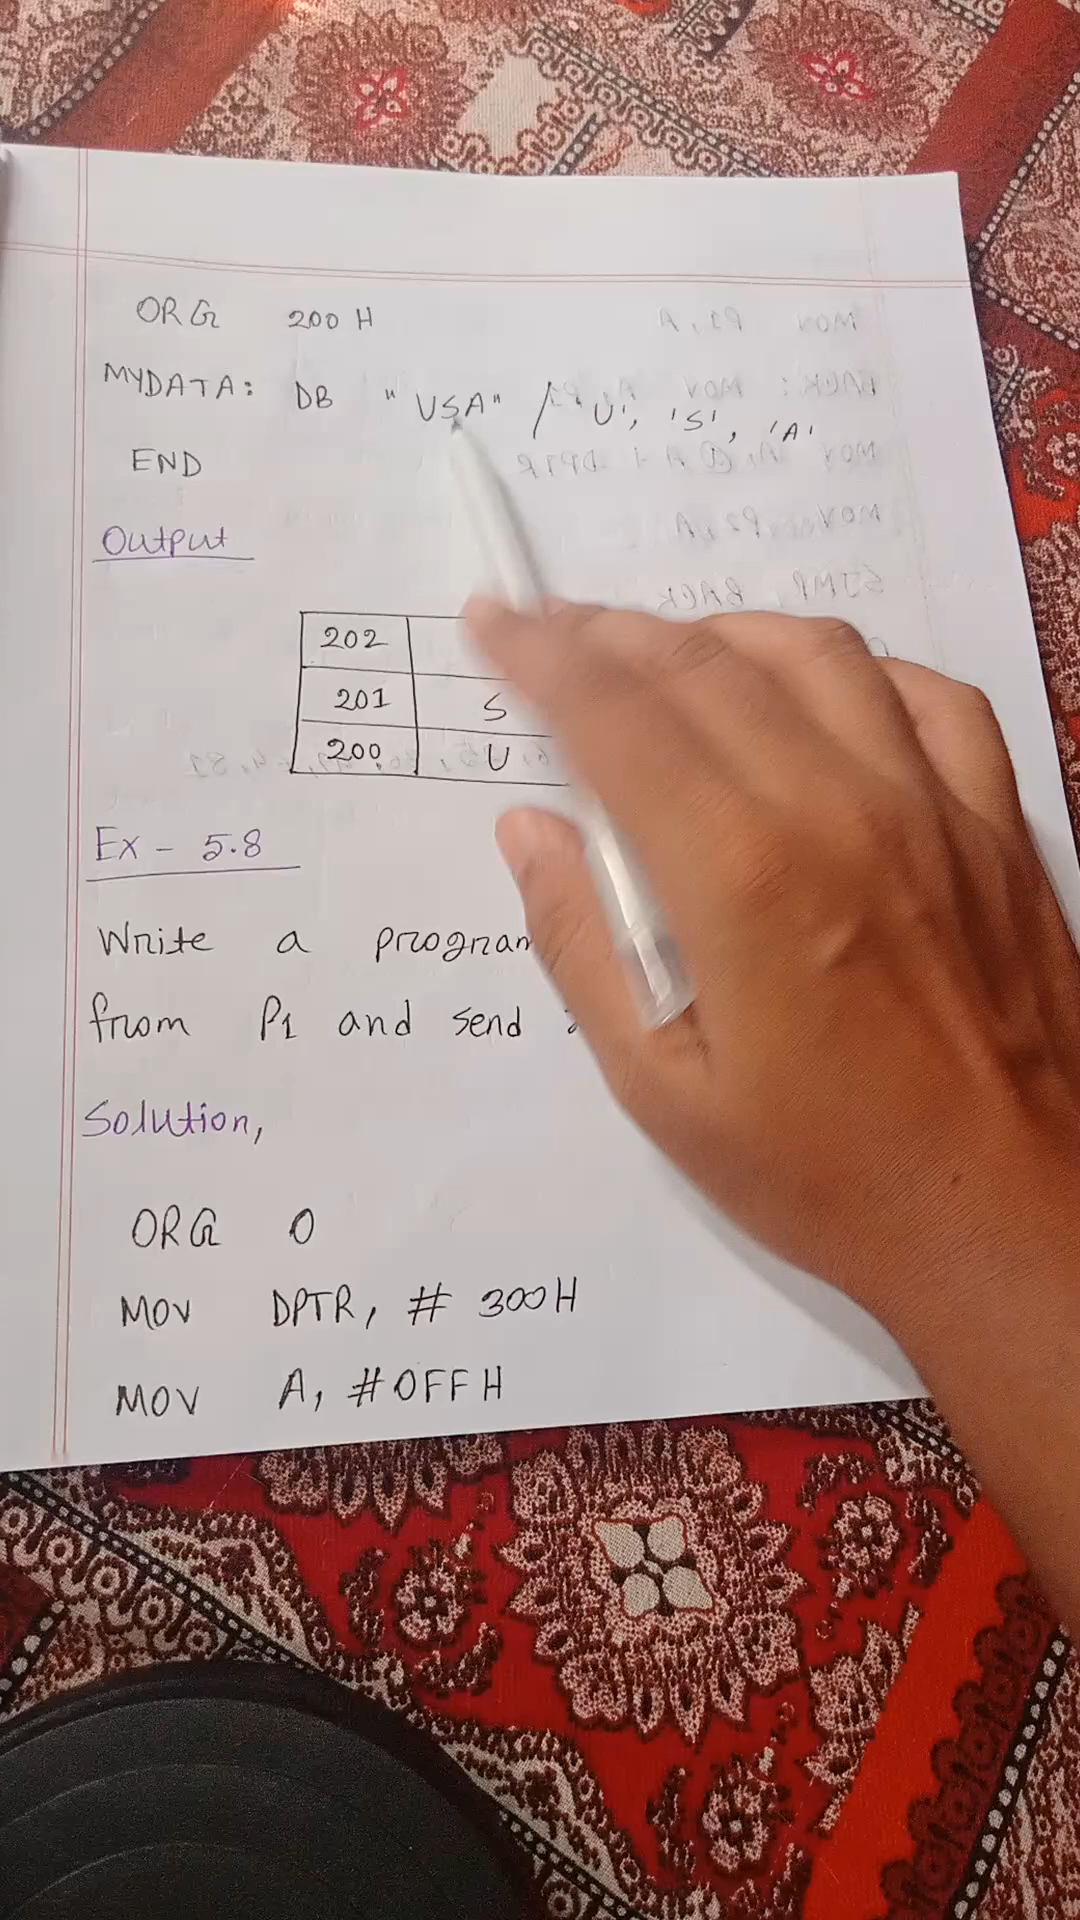 ORG 200 H
MYDATA: DB "USA" / 'U', 'S', 'A'
END
Output
202
201 S
200 U
Ex - 5.8
Write a program
from P1 and send
Solution,
ORG 0
MOV DPTR, # 300H
MOV A, #0FFH